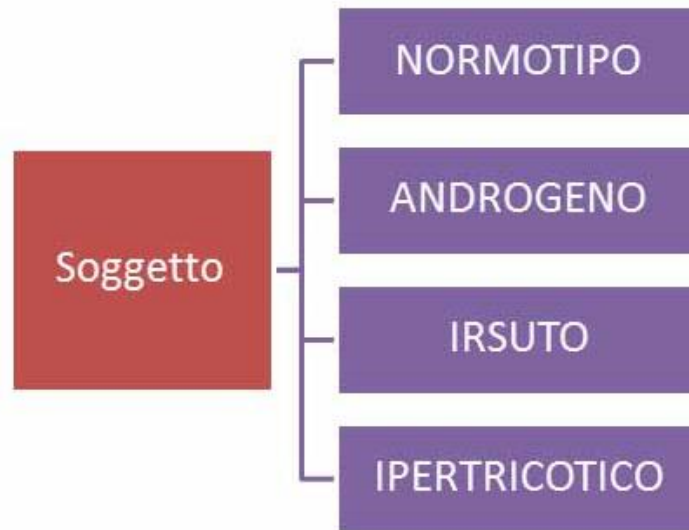 Soggetto
NORMOTIPO
ANDROGENO
IRSUTO
IPERTRICOTICO